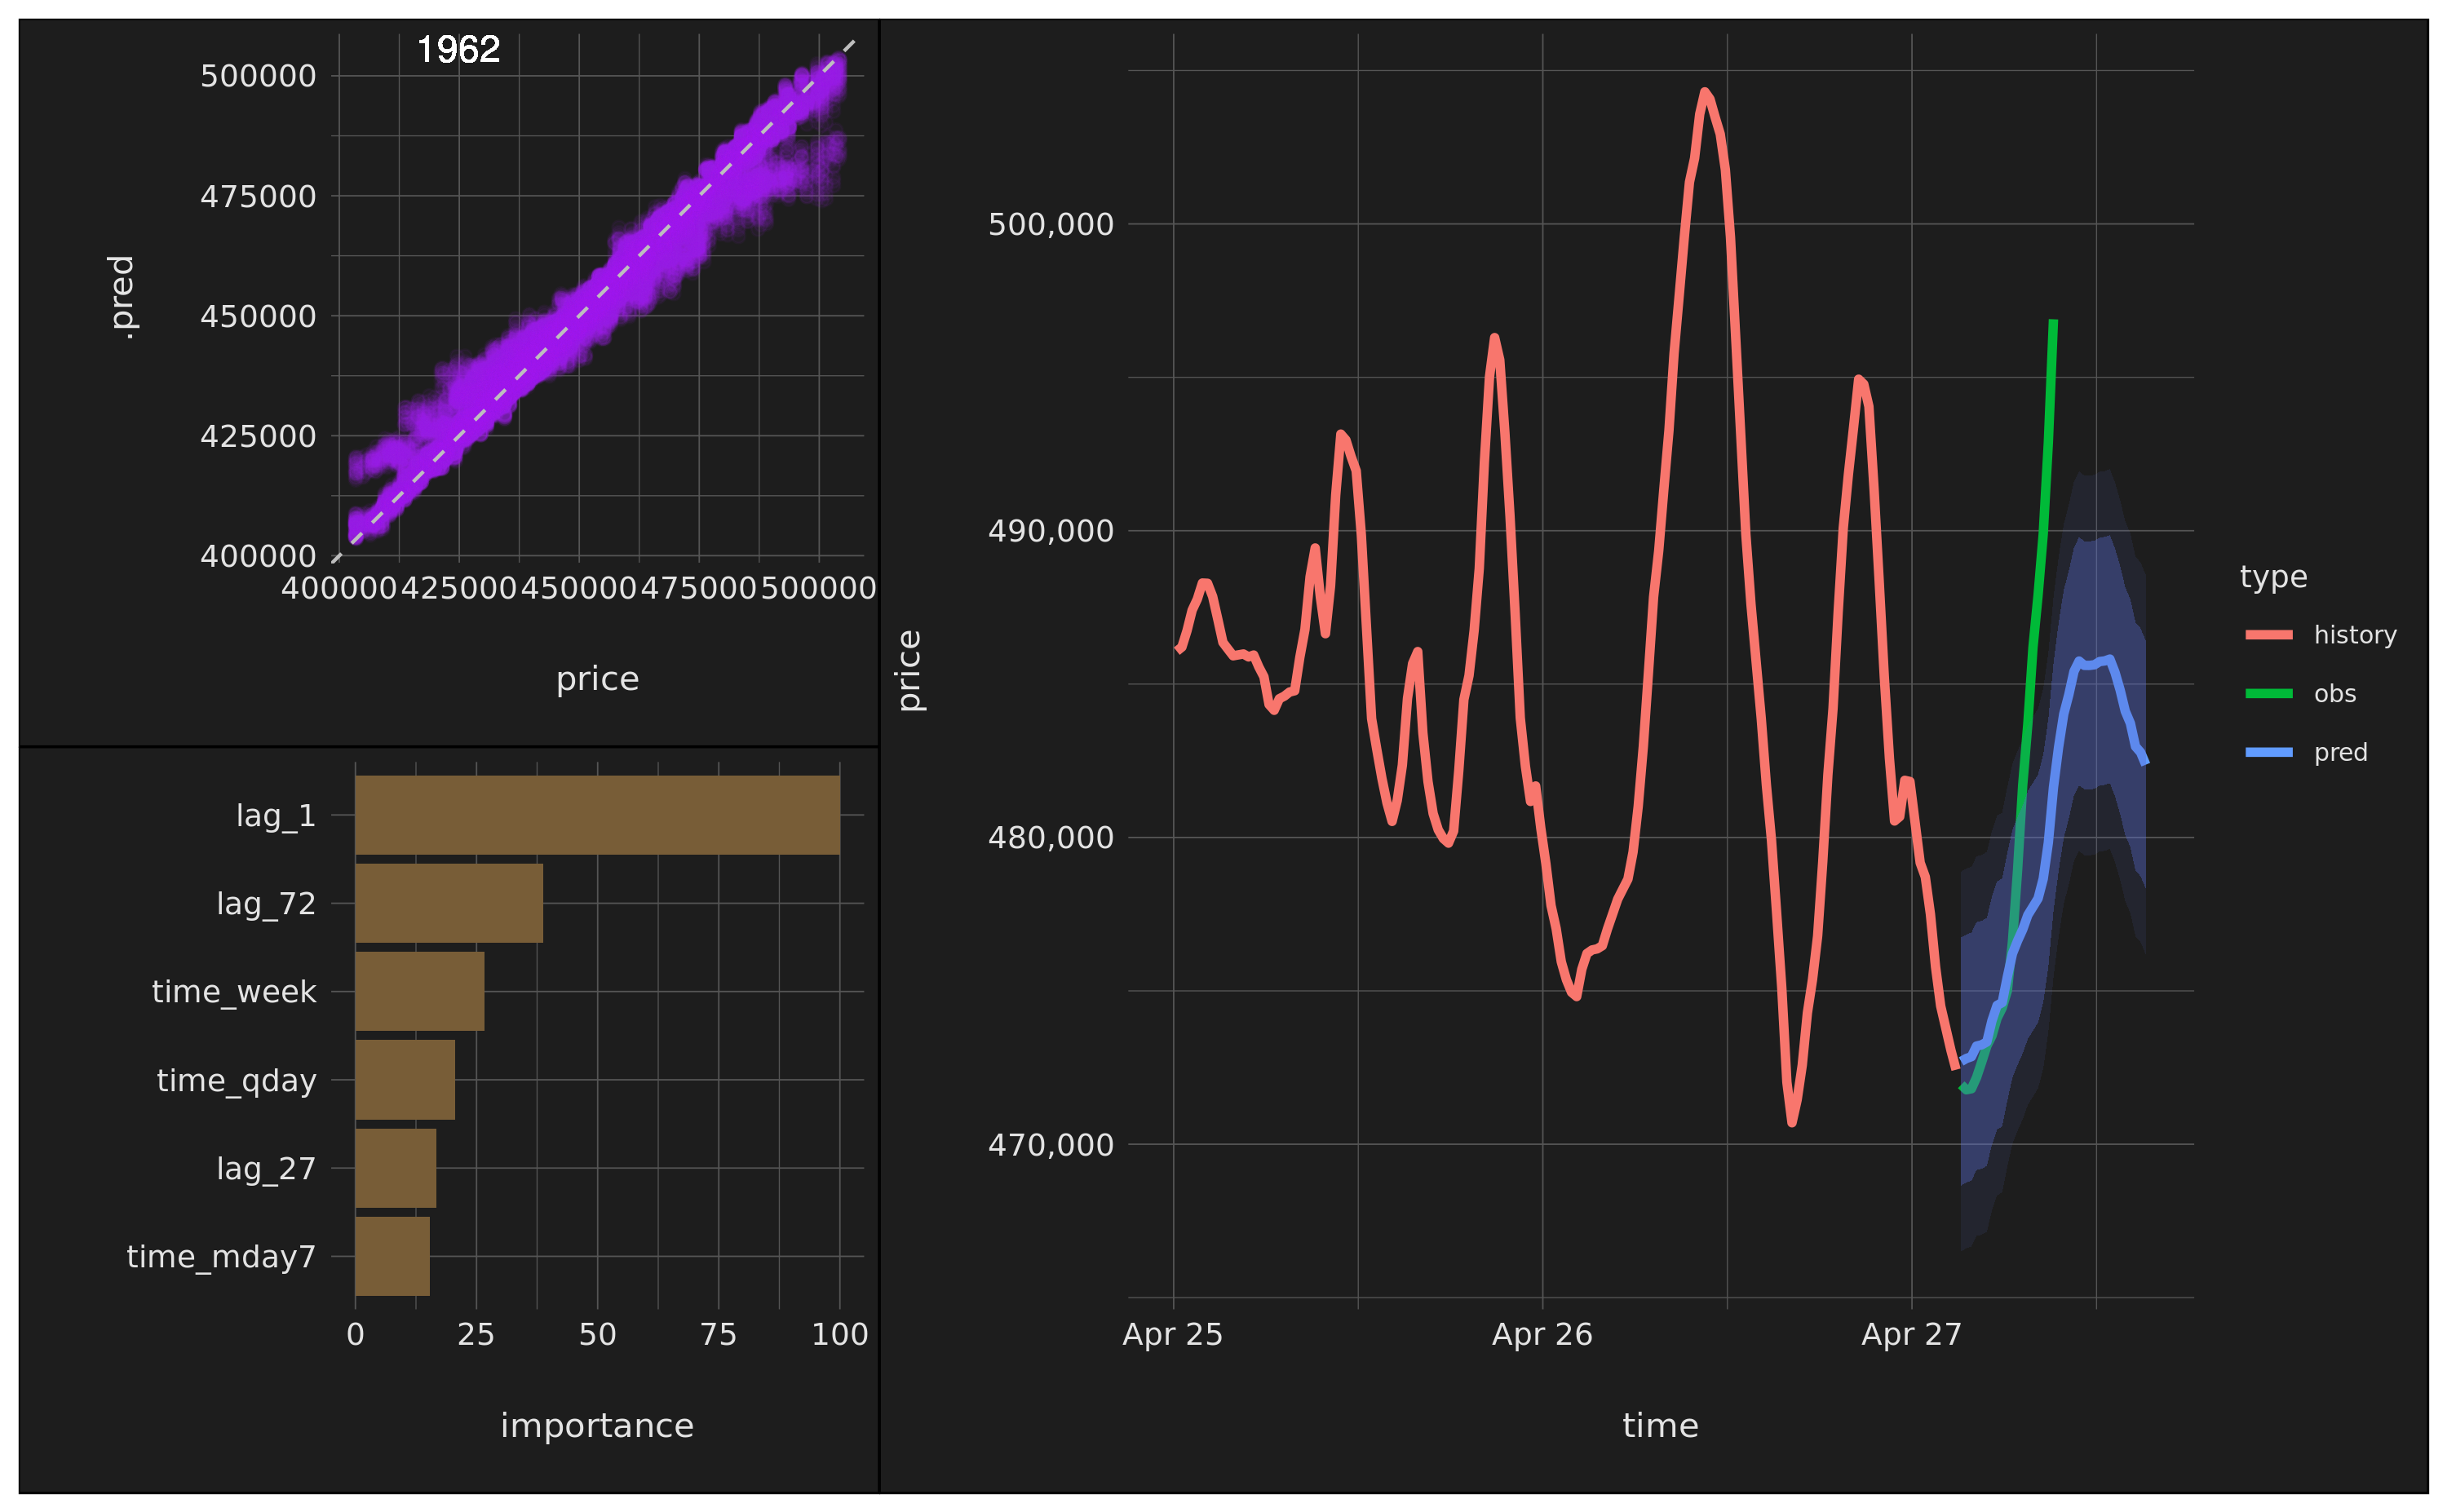 1962
500000
475000
450000
425000
400000
.pred
400000 425000 450000 475000 500000
price
lag_1
lag_72
time_week
time_qday
lag_27
time_mday7
0 25 50 75 100
importance
price
500,000
490,000
480,000
470,000
Apr 25 Apr 26 Apr 27
time
type
history
obs
pred